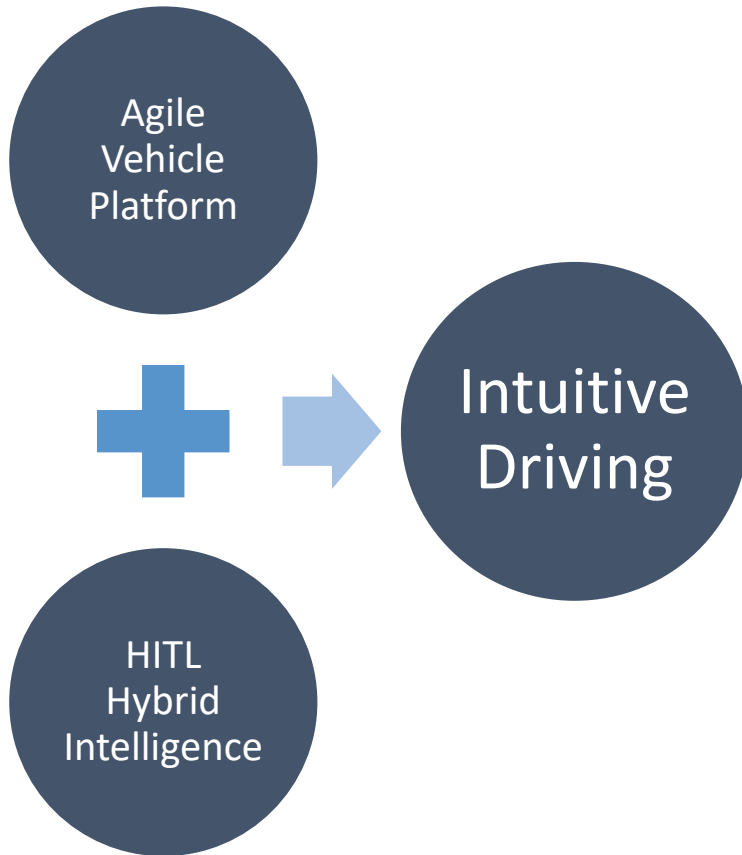 Agile
Vehicle
Platform
HITL
Hybrid
Intelligence
Intuitive
Driving